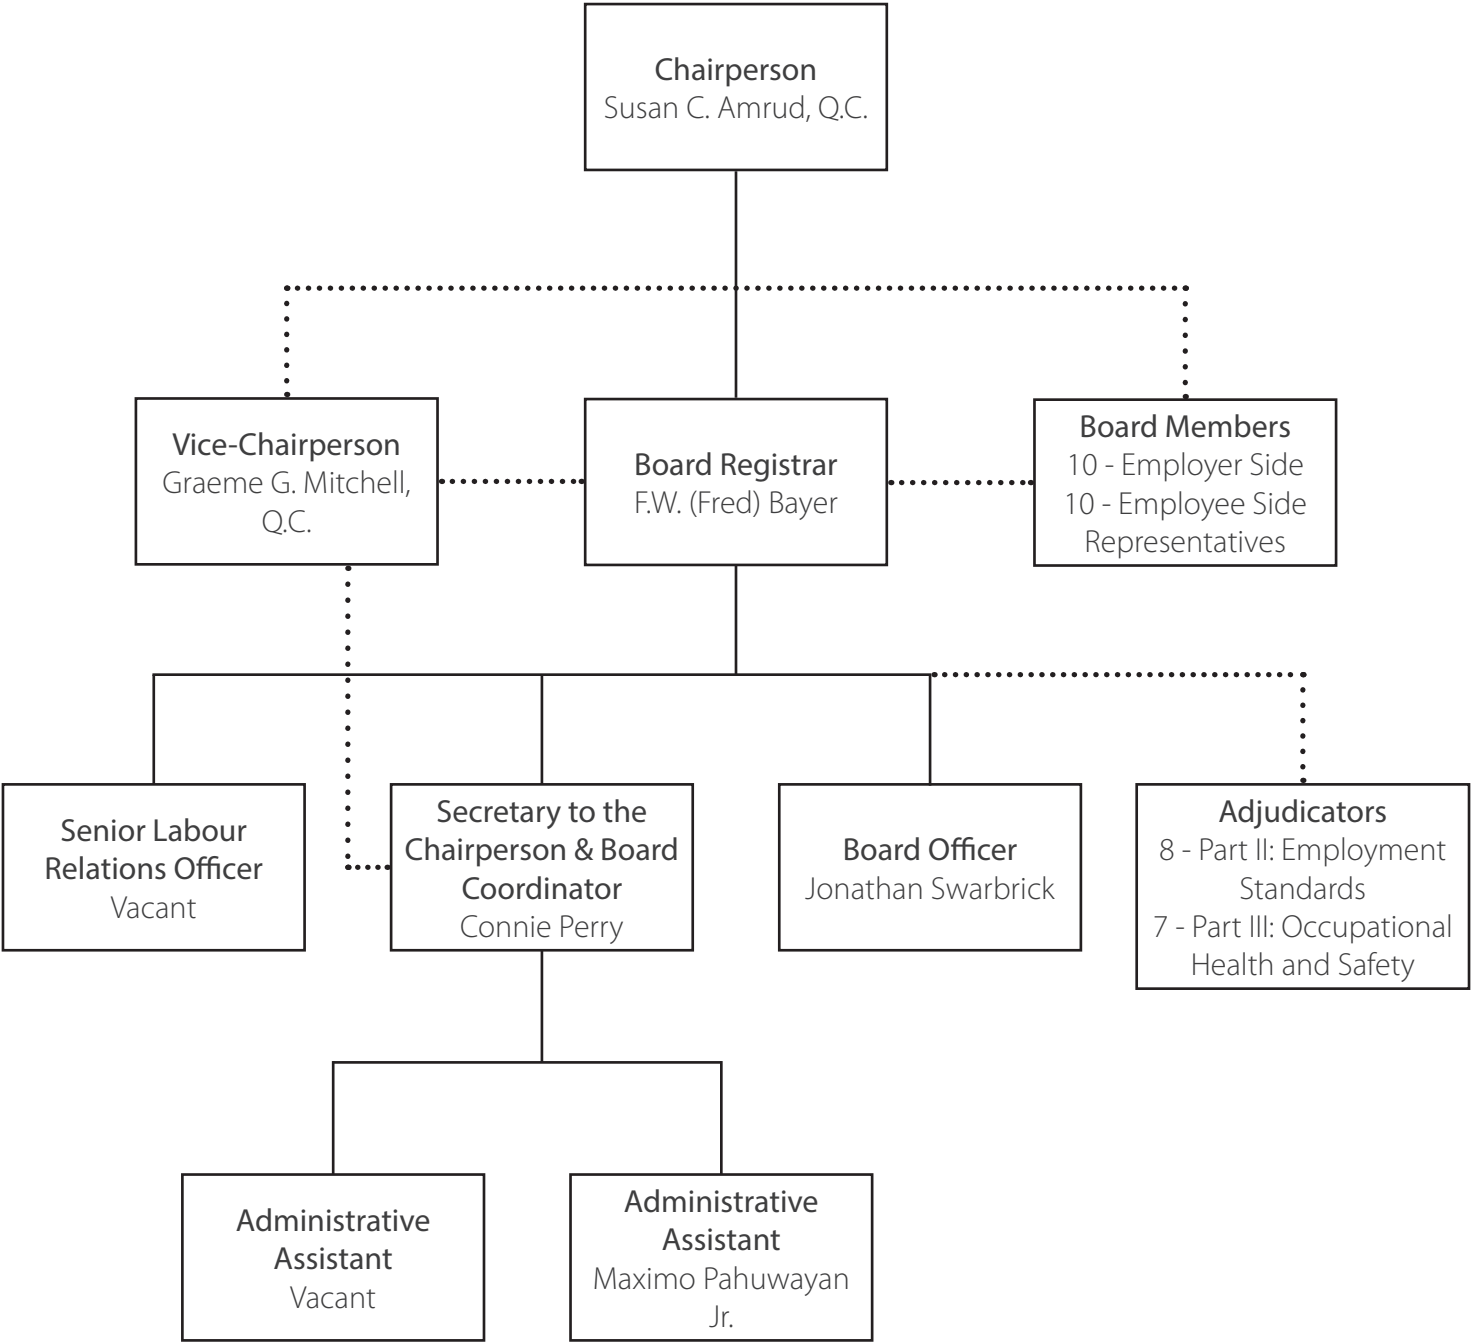 Chairperson
Susan C. Amrud, Q.C.
Vice-Chairperson
Graeme G. Mitchell,
Q.C.
Board Registrar
F.W. (Fred) Bayer
Board Members
10 - Employer Side
10 - Employee Side
Representatives
Senior Labour
Relations Officer
Vacant
Secretary to the
Chairperson & Board
Coordinator
Connie Perry
Board Officer
Jonathan Swarbrick
Adjudicators
8 - Part II: Employment
Standards
7 - Part III: Occupational
Health and Safety
Administrative
Assistant
Vacant
Administrative
Assistant
Maximo Pahuwayan
Jr.